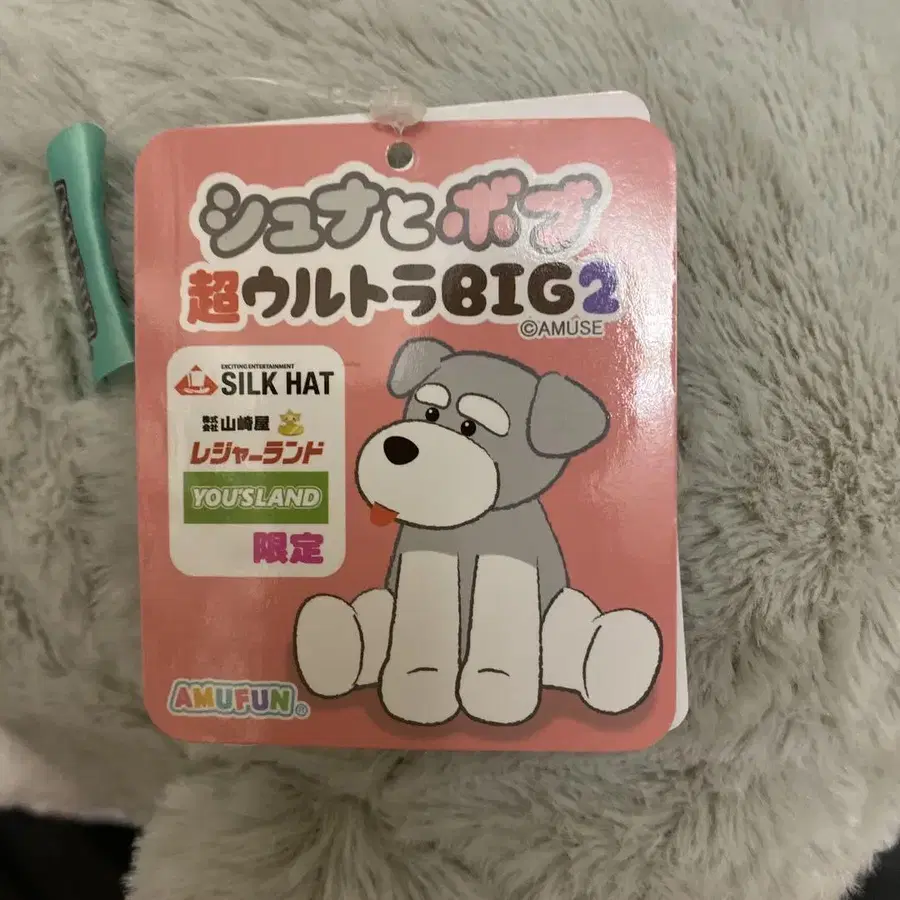 シュナとボブ
超ウルトラBIG2
©AMUSE
EXCITING ENTERTAINMENT
SILK HAT
株式会社山崎屋
レジャーランド
YOU'SLAND
限定
AMUFUN®